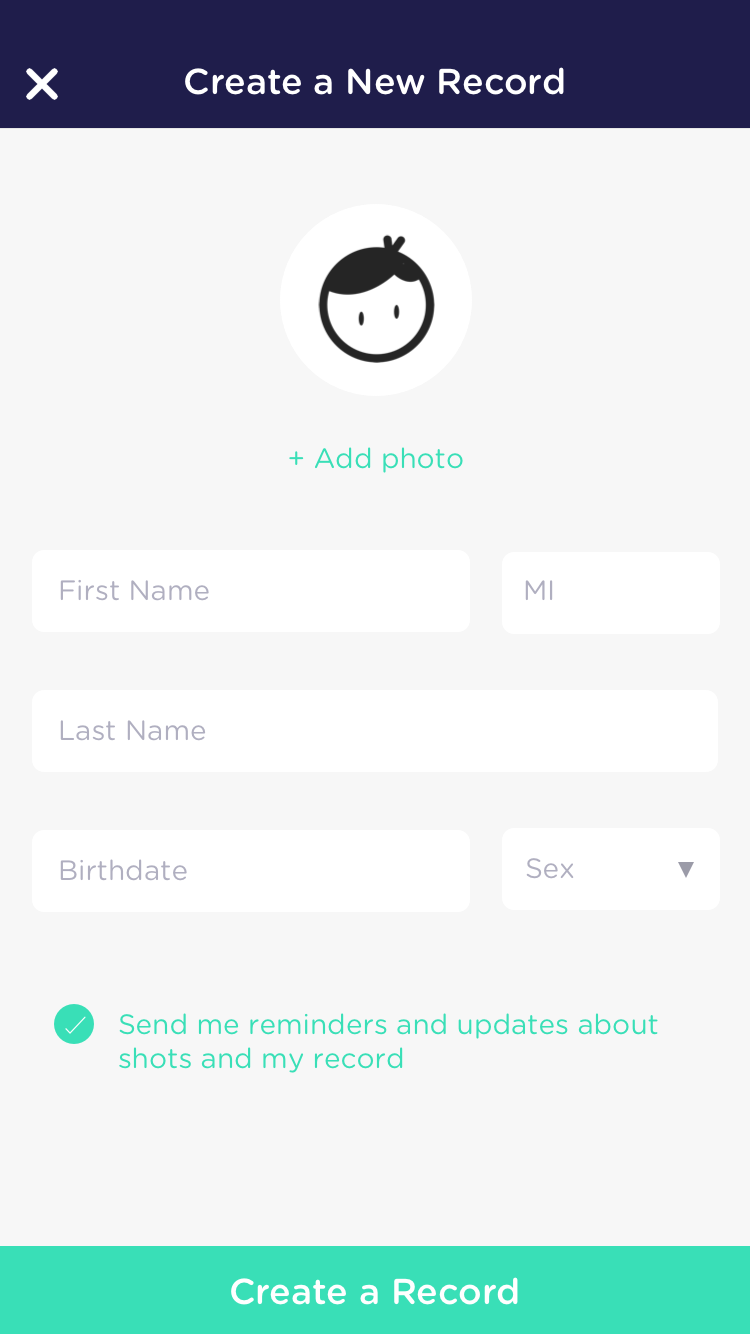 Create a New Record
+ Add photo
First Name
MI
Last Name
Birthdate
Sex
Send me reminders and updates about
shots and my record
Create a Record